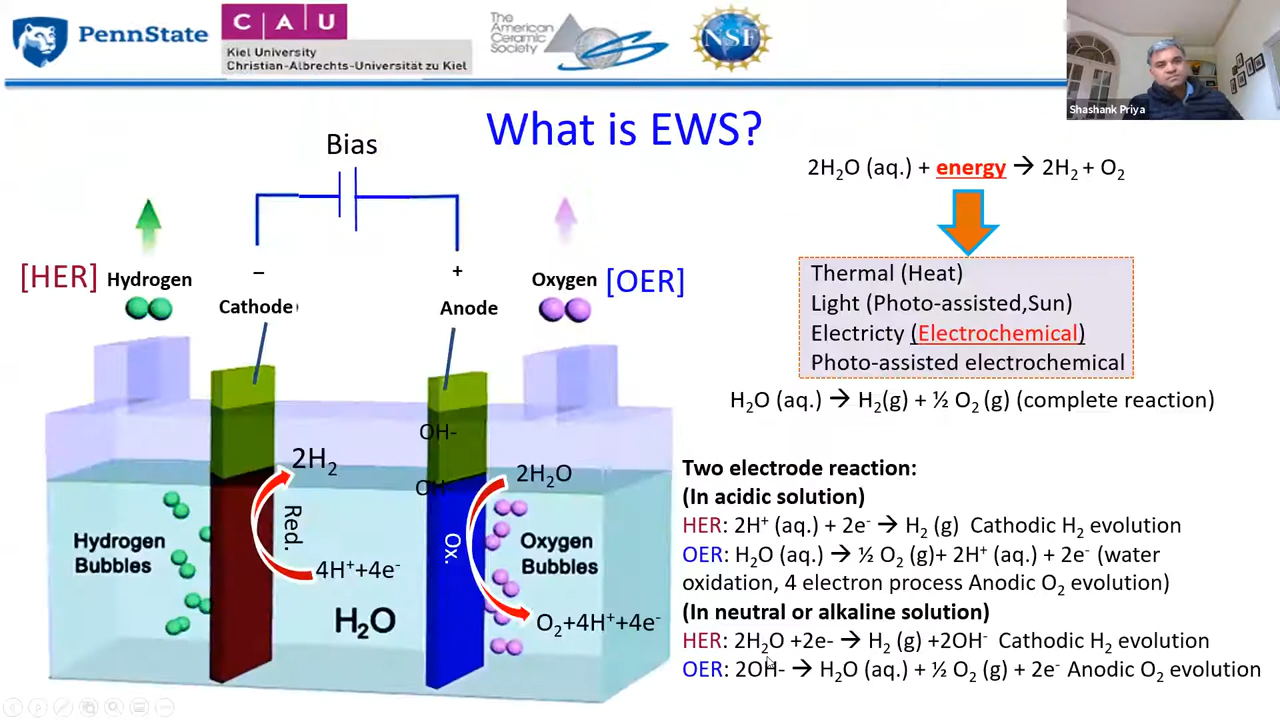 PennState
CAU
Kiel University
Christian-Albrechts-Universität zu Kiel
The
American
Ceramic
Society
NSF
Shashank Priya
What is EWS?
Bias
[HER] Hydrogen
–
+
Oxygen [OER]
Cathode
Anode
OH-
OH-
2H₂
2H₂O
Red.
Ox.
Hydrogen
Bubbles
Oxygen
Bubbles
4H⁺+4e⁻
H₂O
O₂+4H⁺+4e⁻
2H₂O (aq.) + energy → 2H₂ + O₂
Thermal (Heat)
Light (Photo-assisted,Sun)
Electricty (Electrochemical)
Photo-assisted electrochemical
H₂O (aq.) → H₂(g) + ½ O₂ (g) (complete reaction)
Two electrode reaction:
(In acidic solution)
HER: 2H⁺ (aq.) + 2e⁻ → H₂ (g) Cathodic H₂ evolution
OER: H₂O (aq.) → ½ O₂ (g)+ 2H⁺ (aq.) + 2e⁻ (water
oxidation, 4 electron process Anodic O₂ evolution)
(In neutral or alkaline solution)
HER: 2H₂O +2e- → H₂ (g) +2OH⁻ Cathodic H₂ evolution
OER: 2OH- → H₂O (aq.) + ½ O₂ (g) + 2e⁻ Anodic O₂ evolution